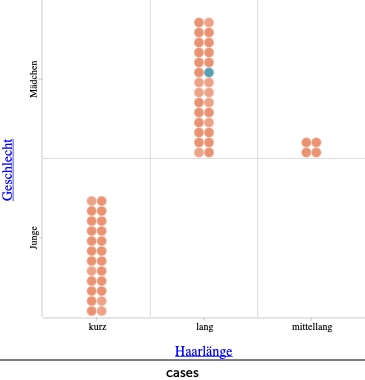 Geschlecht
Mädchen
Junge
kurz
lang
mittellang
Haarlänge
cases